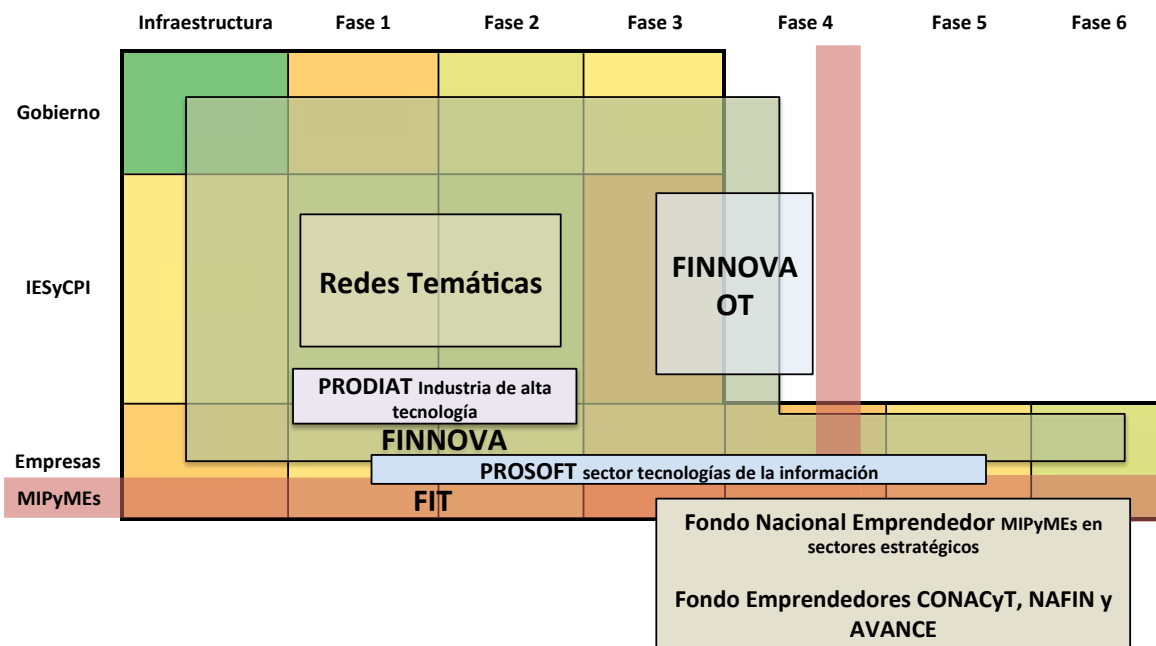 Infraestructura Fase 1 Fase 2 Fase 3 Fase 4 Fase 5 Fase 6
Gobierno
IESyCPI
Redes Temáticas
FINNOVA
OT
PRODIAT Industria de alta
tecnología
FINNOVA
Empresas
PROSOFT sector tecnologías de la información
MIPyMEs
FIT
Fondo Nacional Emprendedor MIPyMEs en
sectores estratégicos
Fondo Emprendedores CONACyT, NAFIN y
AVANCE